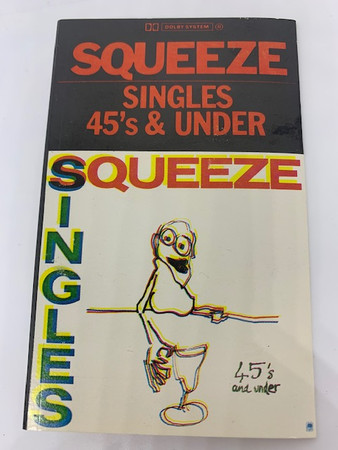 DOLBY SYSTEM
SQUEEZE
SINGLES
45's & UNDER
SQUEEZE
SINGLES
45's
and under